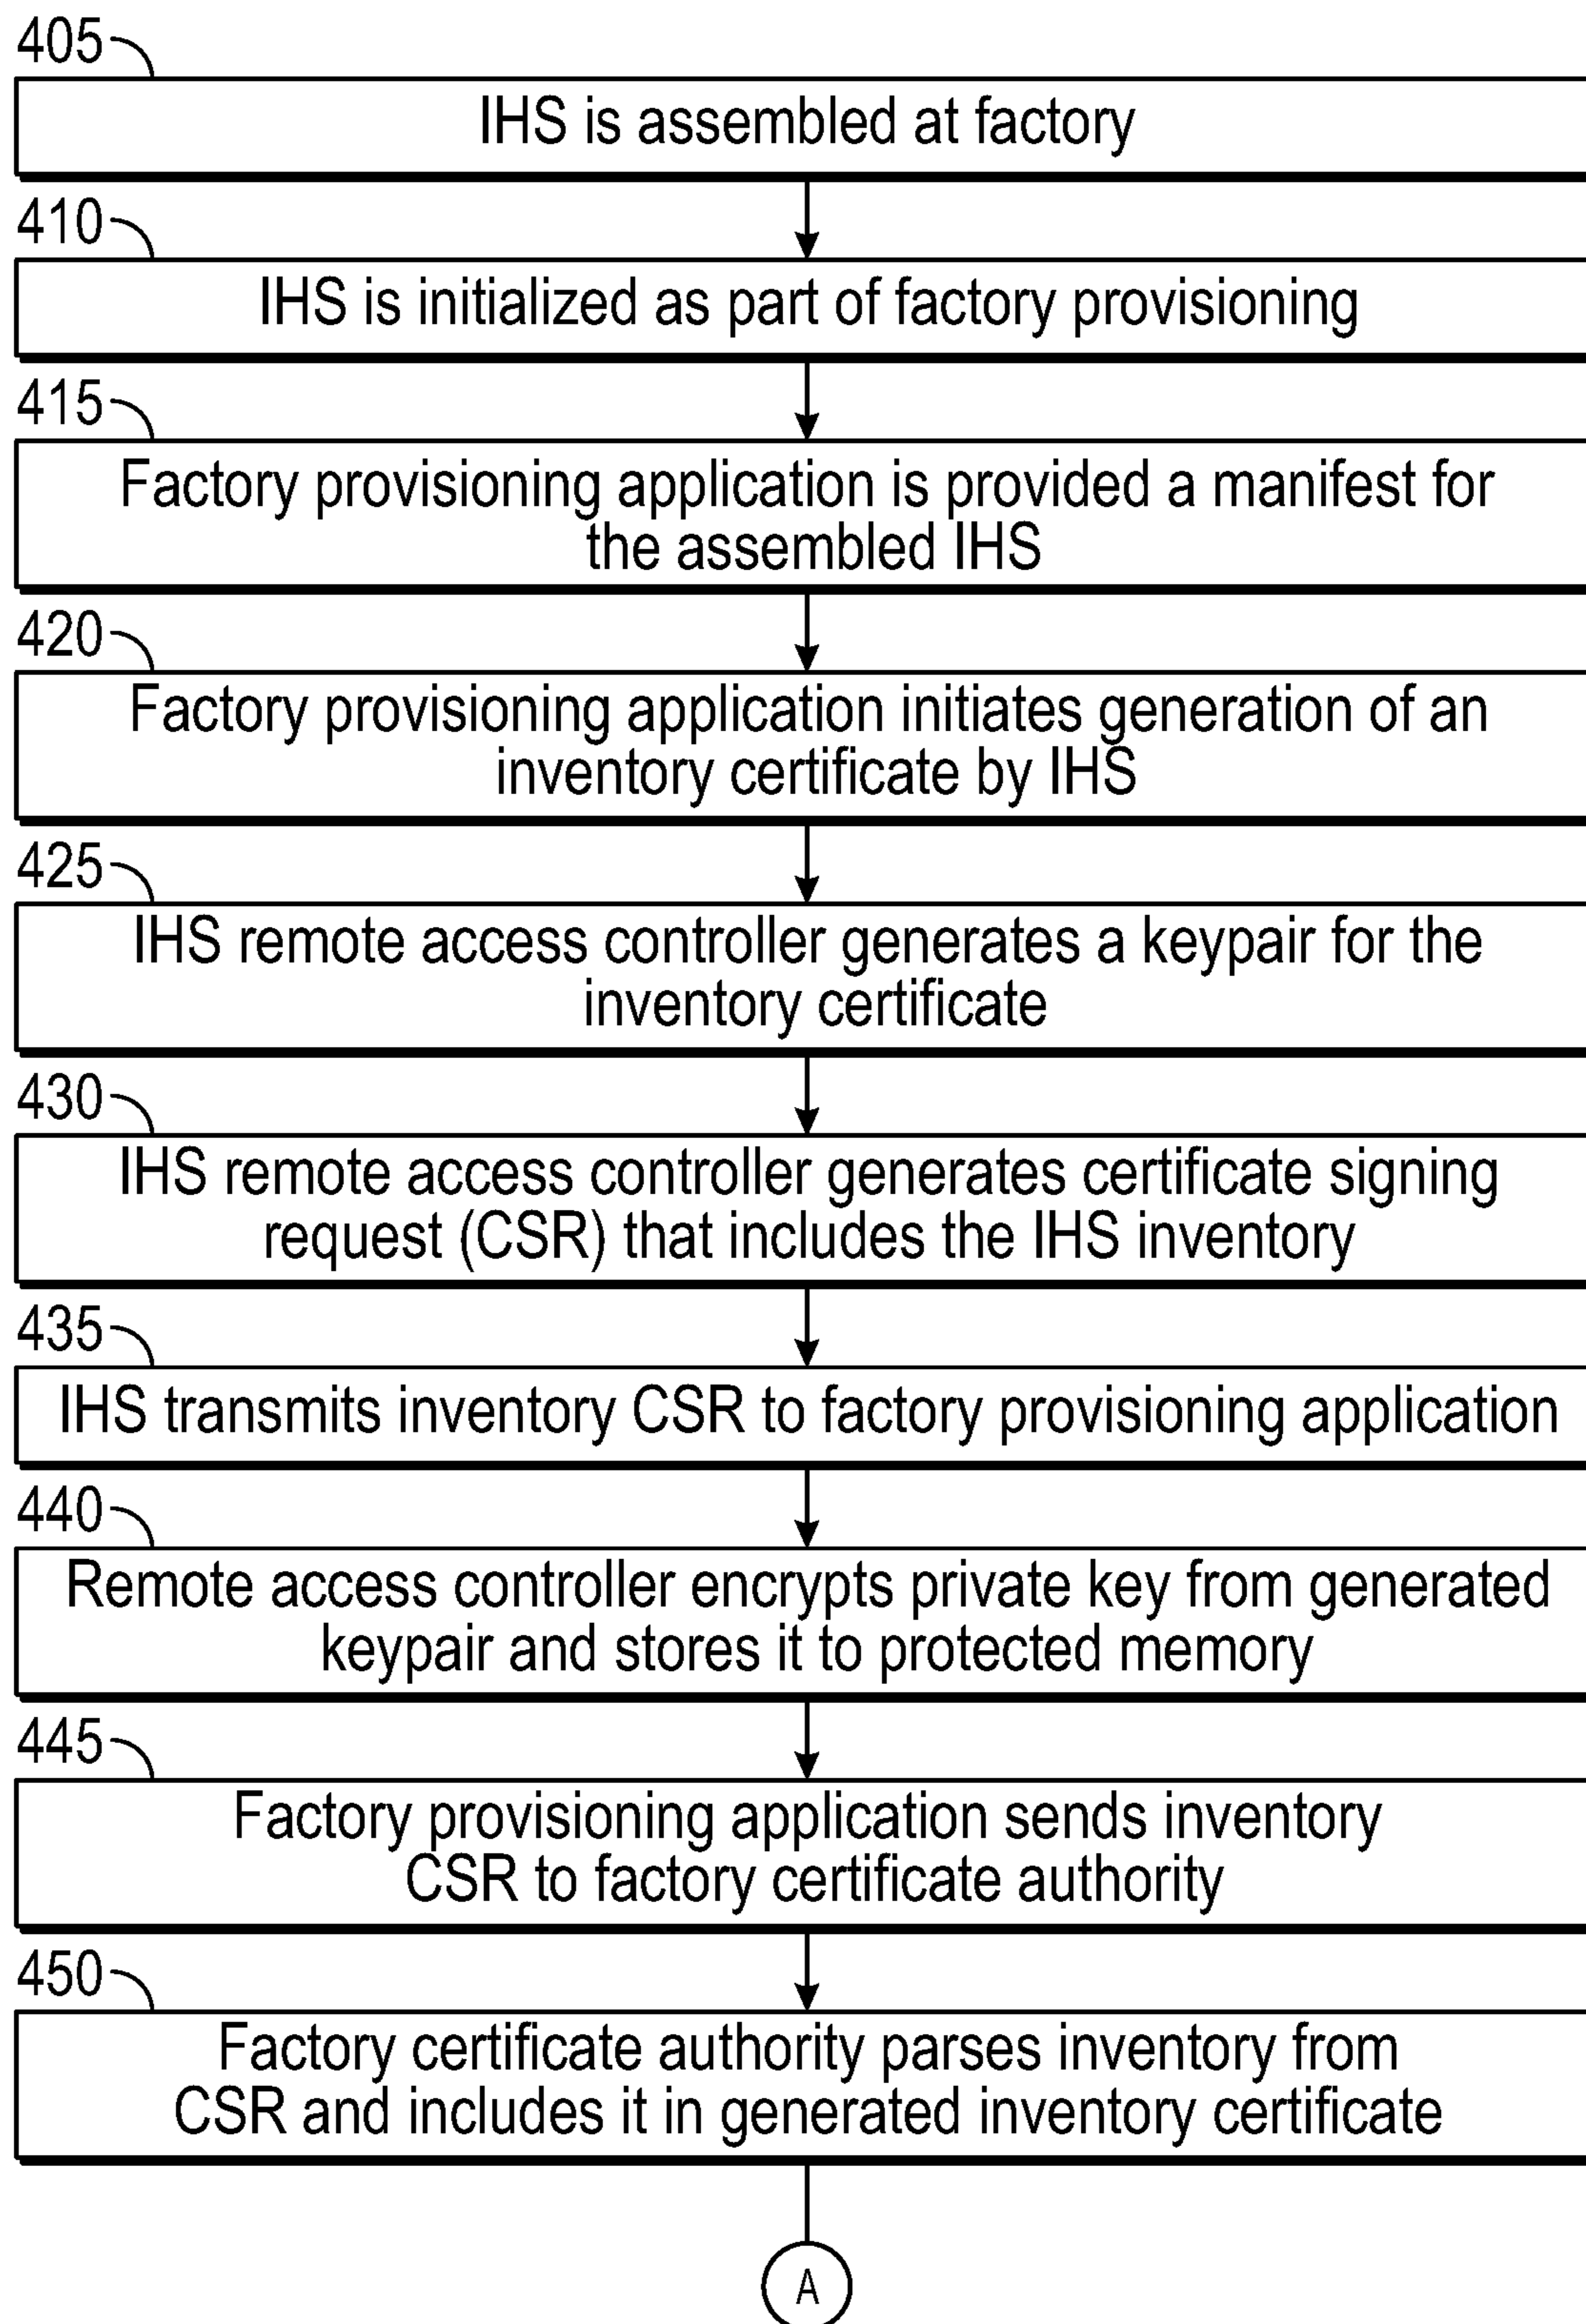 405
IHS is assembled at factory
410
IHS is initialized as part of factory provisioning
415
Factory provisioning application is provided a manifest for
the assembled IHS
420
Factory provisioning application initiates generation of an
inventory certificate by IHS
425
IHS remote access controller generates a keypair for the
inventory certificate
430
IHS remote access controller generates certificate signing
request (CSR) that includes the IHS inventory
435
IHS transmits inventory CSR to factory provisioning application
440
Remote access controller encrypts private key from generated
keypair and stores it to protected memory
445
Factory provisioning application sends inventory
CSR to factory certificate authority
450
Factory certificate authority parses inventory from
CSR and includes it in generated inventory certificate
A